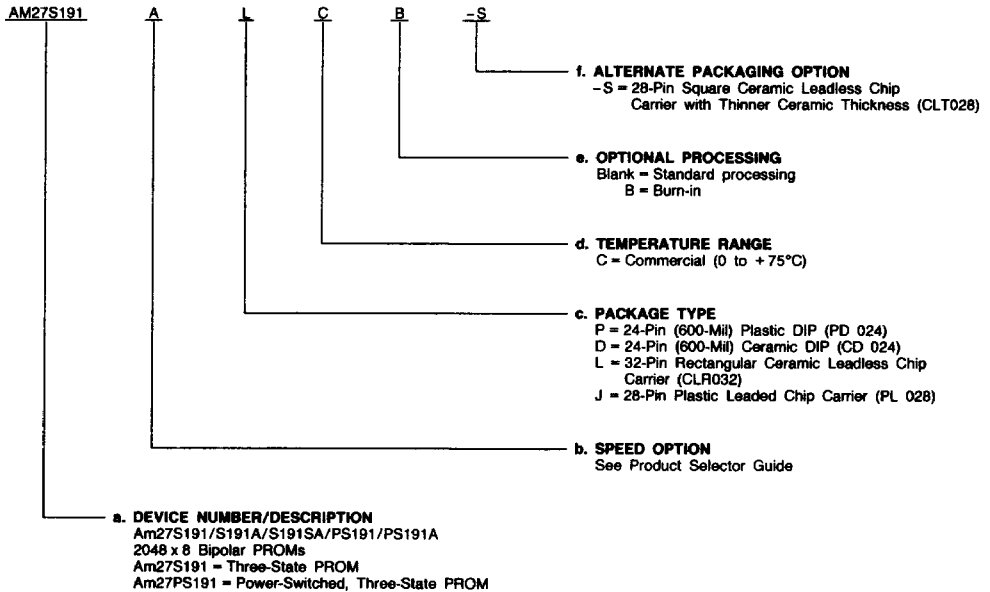 AM27S191 A L C B -S
f. ALTERNATE PACKAGING OPTION
-S = 28-Pin Square Ceramic Leadless Chip
Carrier with Thinner Ceramic Thickness (CLT028)
e. OPTIONAL PROCESSING
Blank = Standard processing
B = Burn-in
d. TEMPERATURE RANGE
C = Commercial (0 to +75°C)
c. PACKAGE TYPE
P = 24-Pin (600-Mil) Plastic DIP (PD 024)
D = 24-Pin (600-Mil) Ceramic DIP (CD 024)
L = 32-Pin Rectangular Ceramic Leadless Chip
Carrier (CLR032)
J = 28-Pin Plastic Leaded Chip Carrier (PL 028)
b. SPEED OPTION
See Product Selector Guide
a. DEVICE NUMBER/DESCRIPTION
Am27S191/S191A/S191SA/PS191/PS191A
2048 x 8 Bipolar PROMs
Am27S191 = Three-State PROM
Am27PS191 = Power-Switched, Three-State PROM